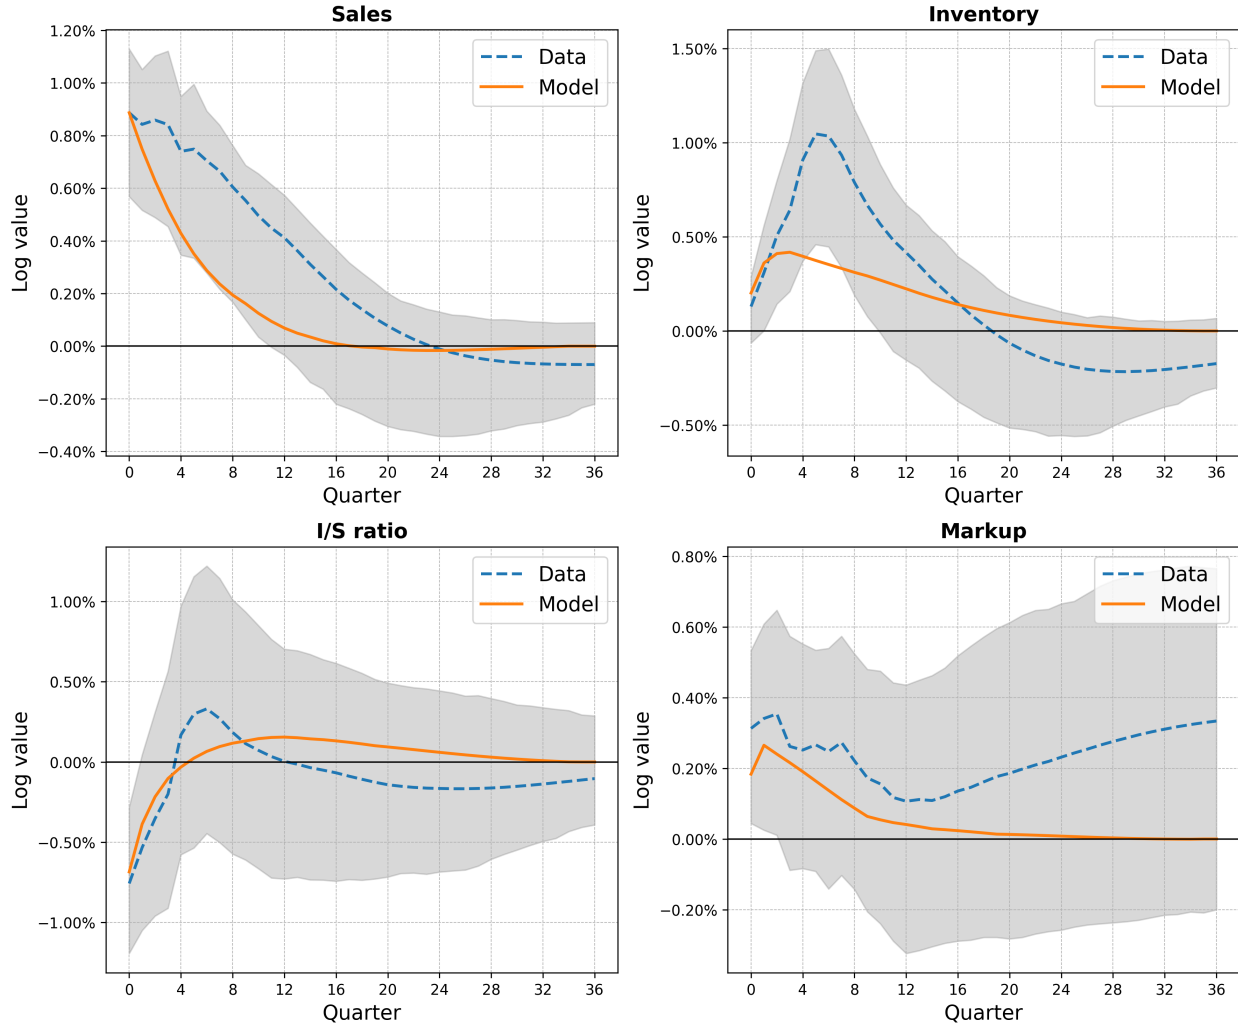 Sales
1.20%
1.00%
0.80%
0.60%
0.40%
0.20%
0.00%
−0.20%
−0.40%
Log value
Data
Model
0 4 8 12 16 20 24 28 32 36
Quarter
Inventory
1.50%
1.00%
0.50%
0.00%
−0.50%
Log value
Data
Model
0 4 8 12 16 20 24 28 32 36
Quarter
I/S ratio
1.00%
0.50%
0.00%
−0.50%
−1.00%
Log value
Data
Model
0 4 8 12 16 20 24 28 32 36
Quarter
Markup
0.80%
0.60%
0.40%
0.20%
0.00%
−0.20%
Log value
Data
Model
0 4 8 12 16 20 24 28 32 36
Quarter